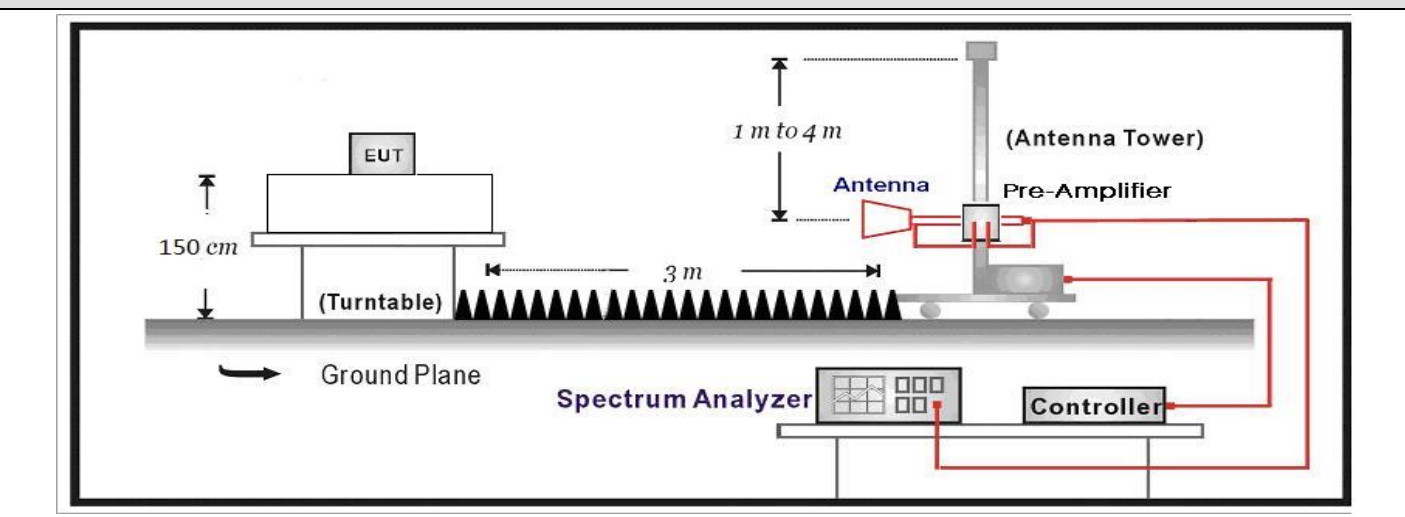 1 m to 4 m
(Antenna Tower)
EUT
Antenna
Pre-Amplifier
150 cm
3 m
(Turntable)
Ground Plane
Spectrum Analyzer
Controller